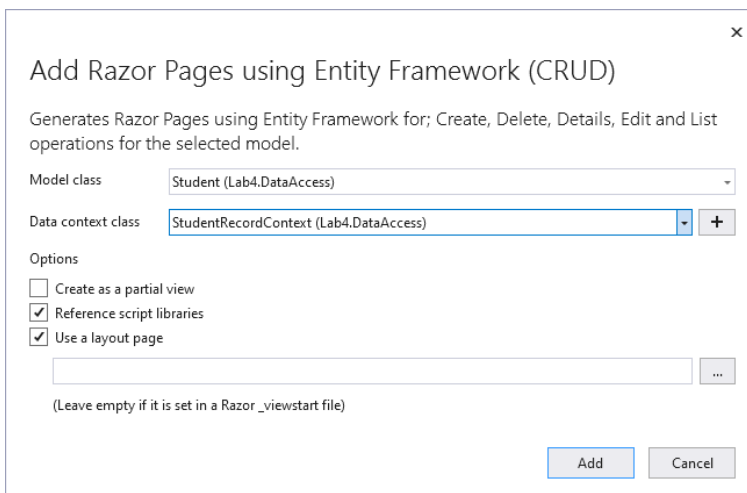 Add Razor Pages using Entity Framework (CRUD)
Generates Razor Pages using Entity Framework for; Create, Delete, Details, Edit and List
operations for the selected model.
Model class
Student (Lab4.DataAccess)
Data context class
StudentRecordContext (Lab4.DataAccess)
Options
Create as a partial view
Reference script libraries
Use a layout page
...
(Leave empty if it is set in a Razor _viewstart file)
Add
Cancel